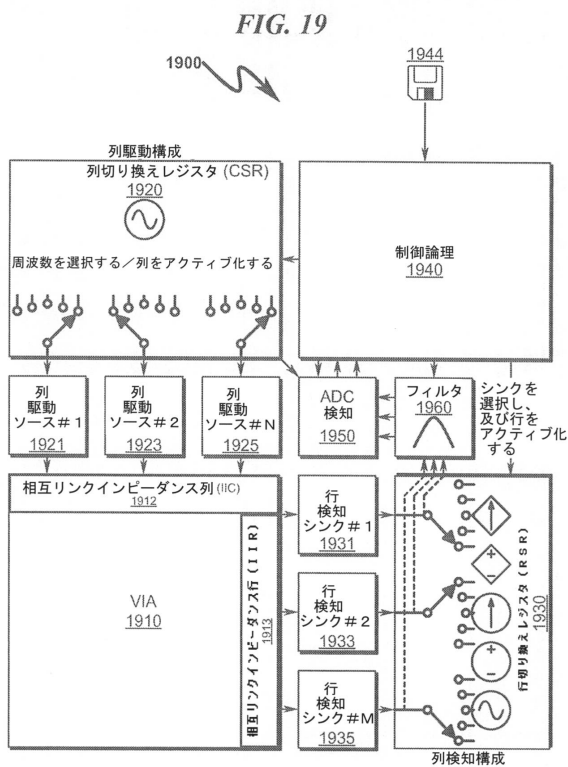 FIG. 19
1900
1944
列駆動構成
列切り換えレジスタ (CSR)
1920
周波数を選択する／列をアクティブ化する
制御論理
1940
列
駆動
ソース＃1
1921
列
駆動
ソース＃2
1923
列
駆動
ソース＃N
1925
ADC
検知
1950
フィルタ
1960
シンクを
選択し、
及び行を
アクティブ化
する
相互リンクインピーダンス列 (IIC)
1912
VIA
1910
相互リンクインピーダンス行 (IIR)
1913
行
検知
シンク＃1
1931
行
検知
シンク＃2
1933
行
検知
シンク＃M
1935
行切り換えレジスタ (RSR)
1930
列検知構成